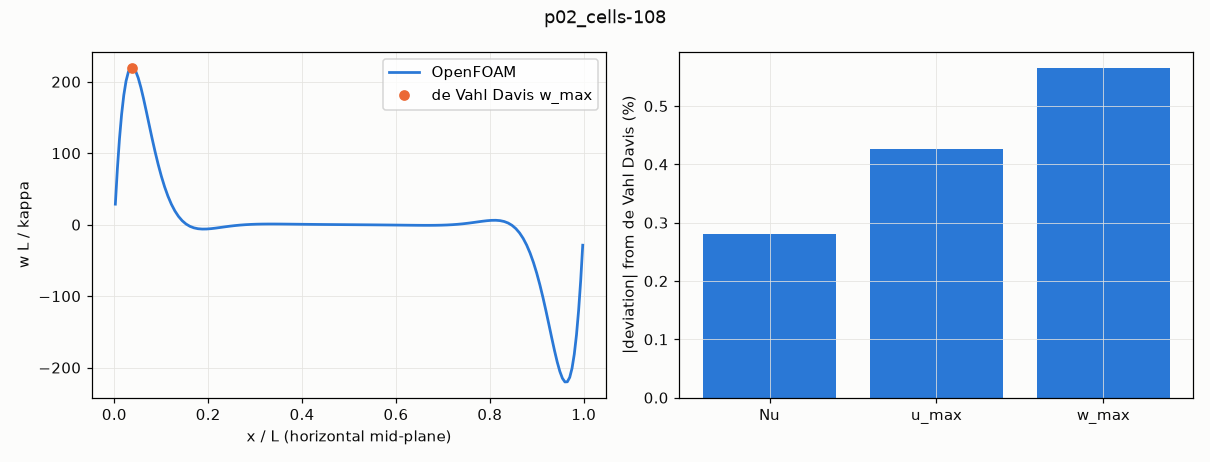 p02_cells-108
OpenFOAM
de Vahl Davis w_max
w L / kappa
200
100
0
−100
−200
0.0 0.2 0.4 0.6 0.8 1.0
x / L (horizontal mid-plane)
|deviation| from de Vahl Davis (%)
0.5
0.4
0.3
0.2
0.1
0.0
Nu u_max w_max